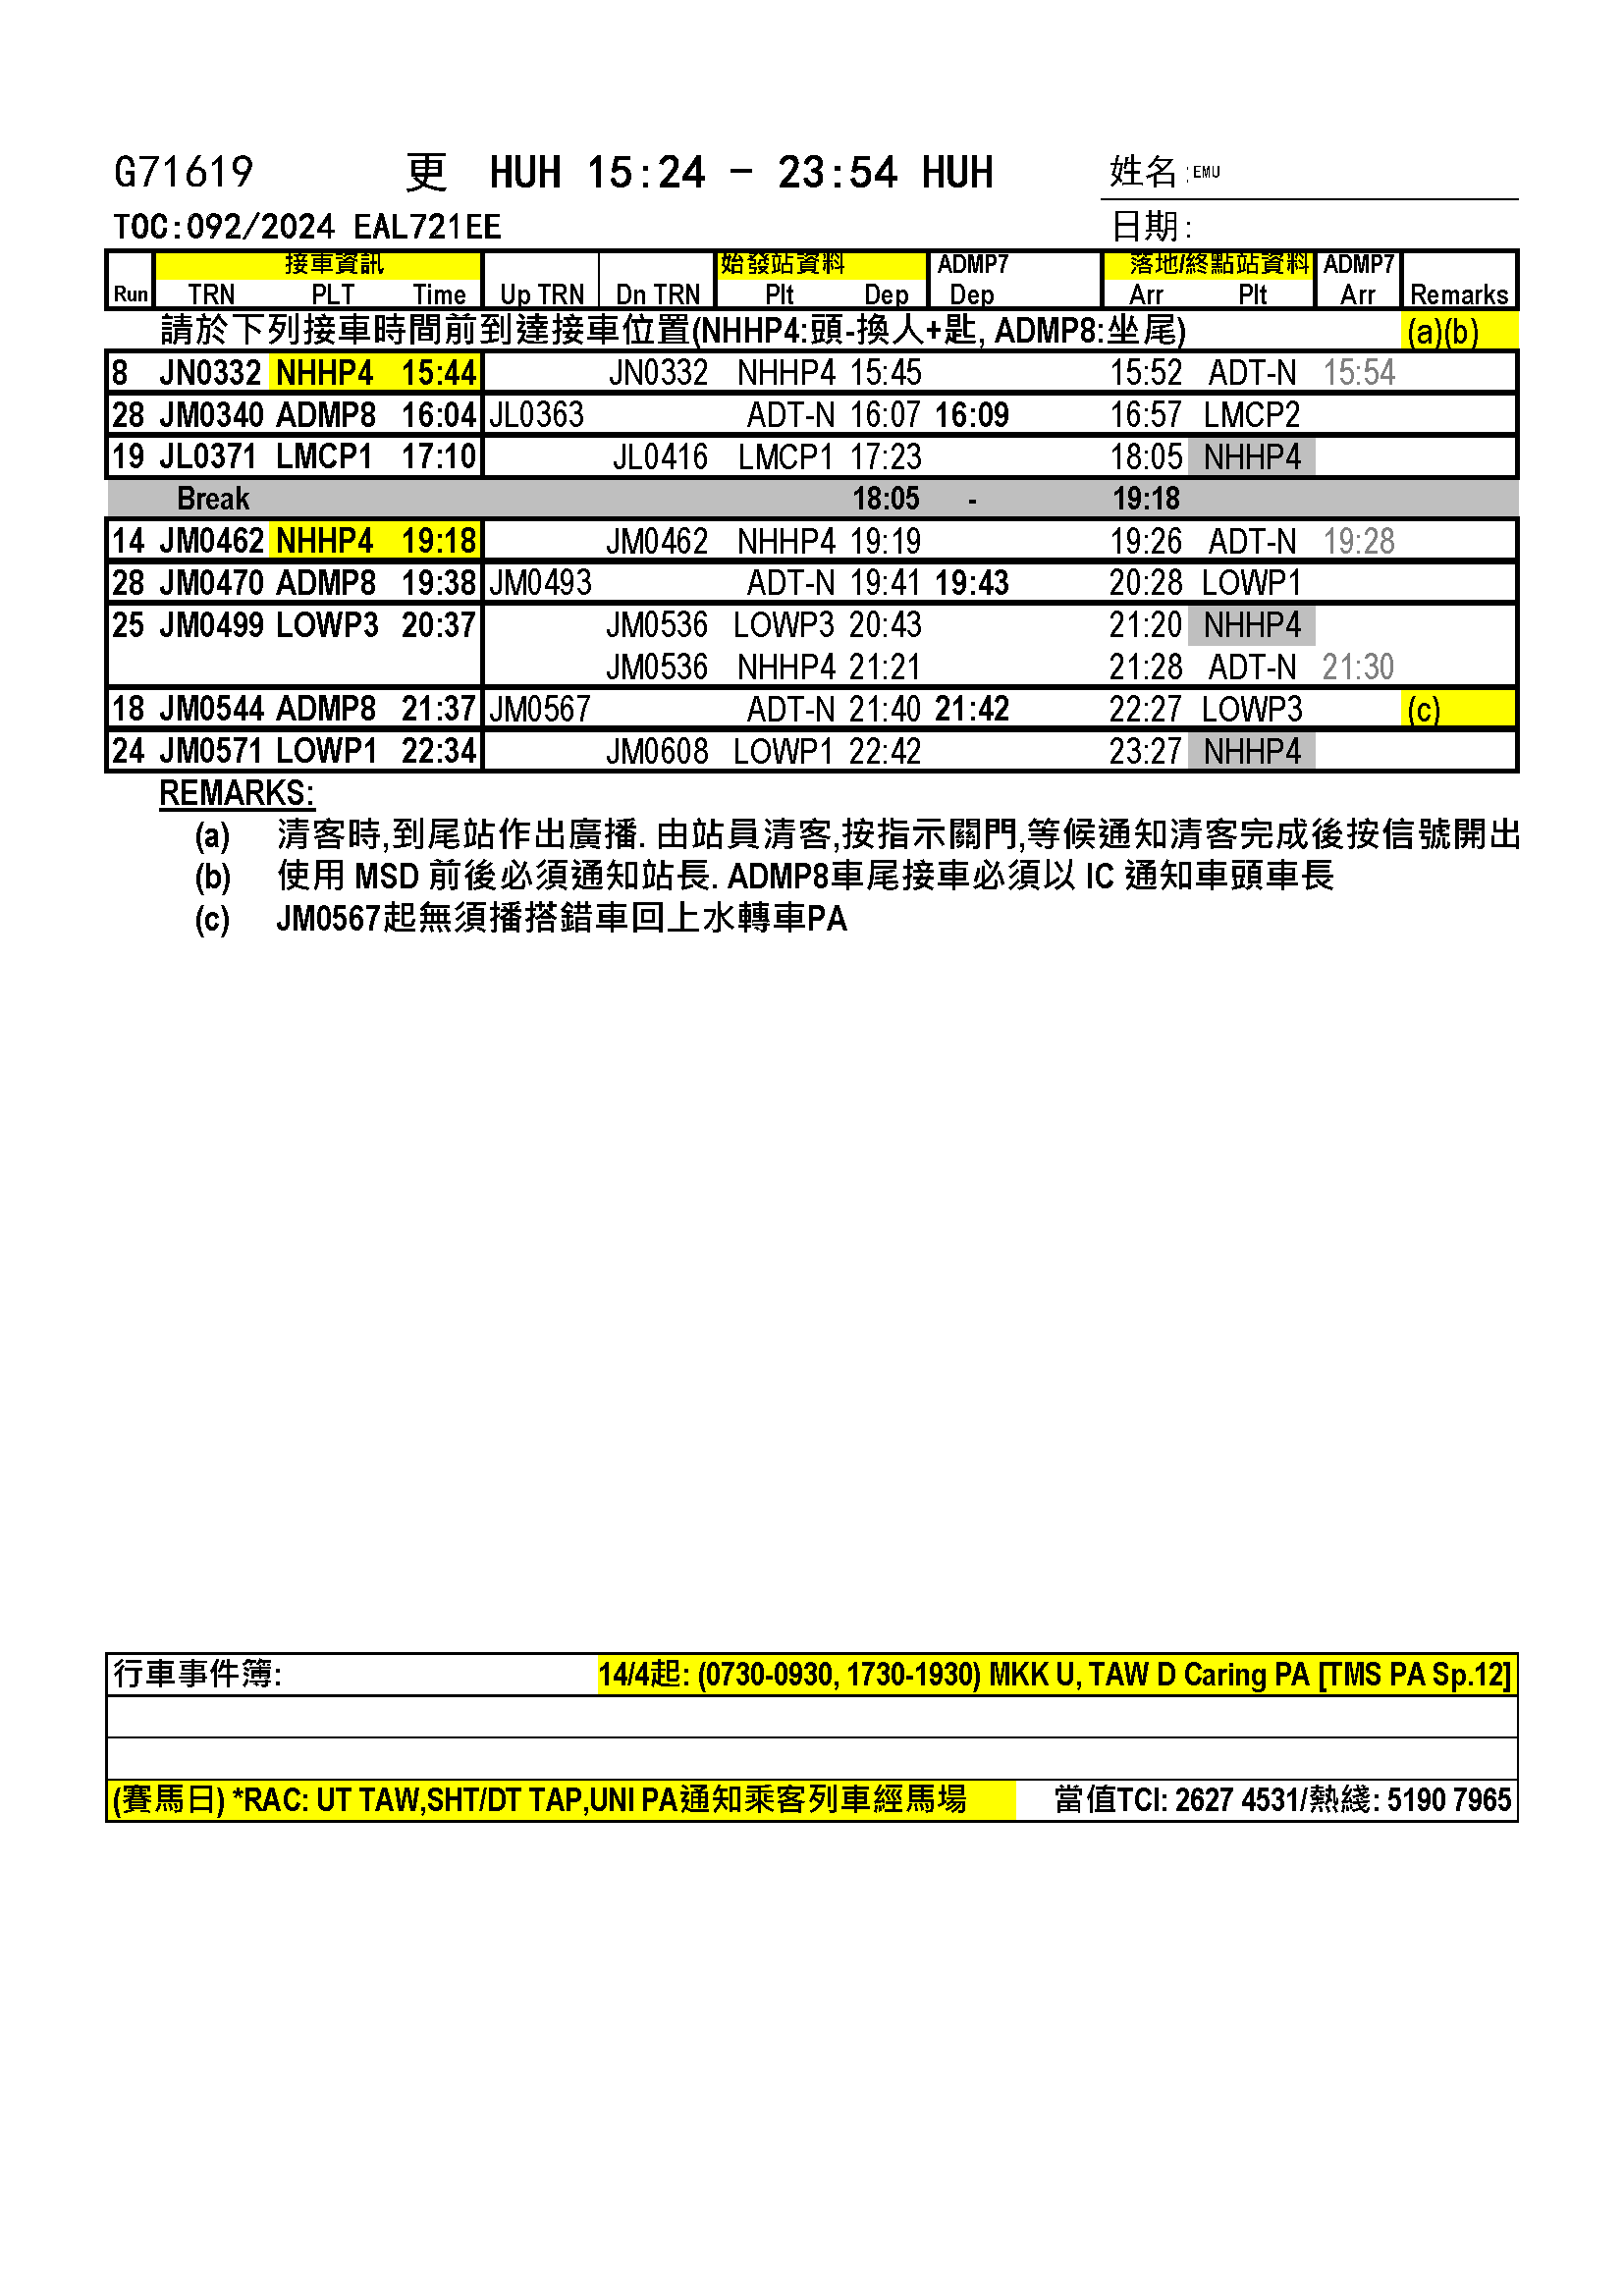 G71619 更 HUH 15:24 - 23:54 HUH 姓名:EMU
TOC:092/2024 EAL721EE 日期:
接車資訊 始發站資料 ADMP7 落地/終點站資料 ADMP7
Run TRN PLT Time Up TRN Dn TRN Plt Dep Dep Arr Plt Arr Remarks
請於下列接車時間前到達接車位置(NHHP4:頭-換人+匙, ADMP8:坐尾) (a)(b)
8 JN0332 NHHP4 15:44 JN0332 NHHP4 15:45 15:52 ADT-N 15:54
28 JM0340 ADMP8 16:04 JL0363 ADT-N 16:07 16:09 16:57 LMCP2
19 JL0371 LMCP1 17:10 JL0416 LMCP1 17:23 18:05 NHHP4
Break 18:05 - 19:18
14 JM0462 NHHP4 19:18 JM0462 NHHP4 19:19 19:26 ADT-N 19:28
28 JM0470 ADMP8 19:38 JM0493 ADT-N 19:41 19:43 20:28 LOWP1
25 JM0499 LOWP3 20:37 JM0536 LOWP3 20:43 21:20 NHHP4
JM0536 NHHP4 21:21 21:28 ADT-N 21:30
18 JM0544 ADMP8 21:37 JM0567 ADT-N 21:40 21:42 22:27 LOWP3 (c)
24 JM0571 LOWP1 22:34 JM0608 LOWP1 22:42 23:27 NHHP4
REMARKS:
(a) 清客時,到尾站作出廣播. 由站員清客,按指示關門,等候通知清客完成後按信號開出
(b) 使用 MSD 前後必須通知站長. ADMP8車尾接車必須以 IC 通知車頭車長
(c) JM0567起無須播搭錯車回上水轉車PA
行車事件簿: 14/4起: (0730-0930, 1730-1930) MKK U, TAW D Caring PA [TMS PA Sp.12]
(賽馬日) *RAC: UT TAW,SHT/DT TAP,UNI PA通知乘客列車經馬場 當值TCI: 2627 4531/熱綫: 5190 7965